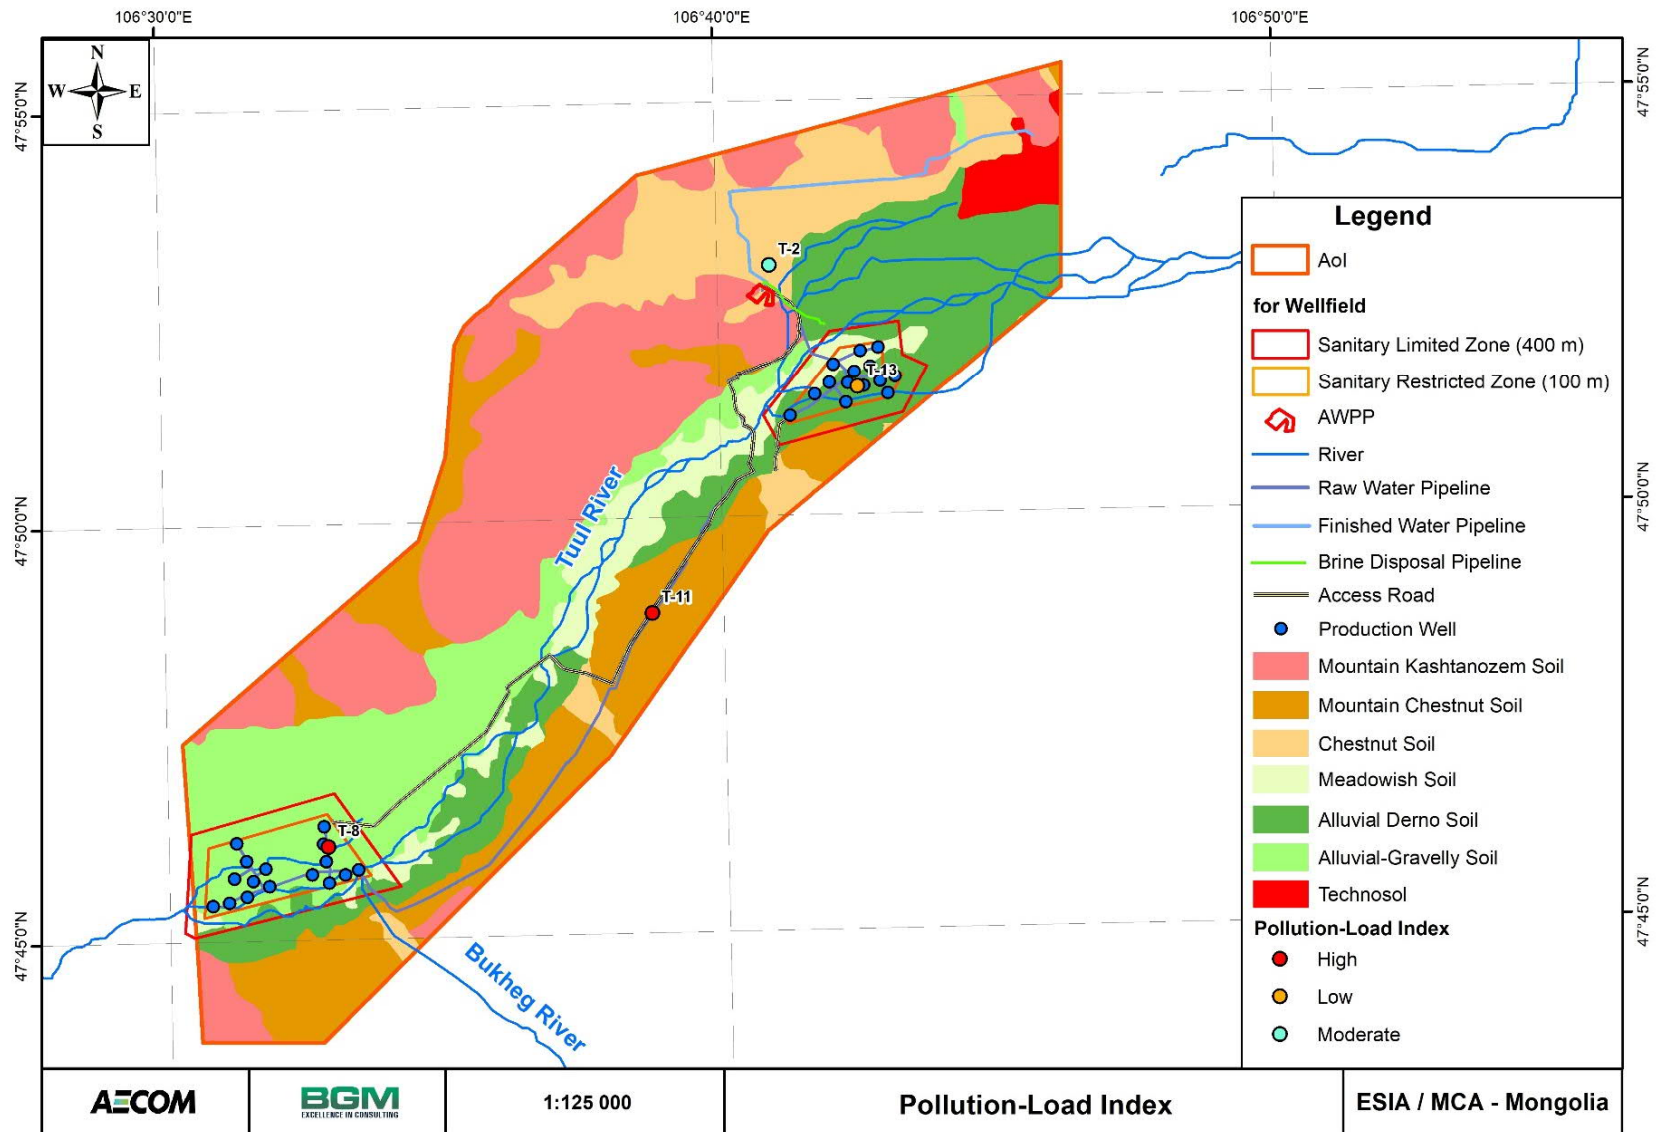 106°30'0"E
106°40'0"E
106°50'0"E
47°55'0"N
47°55'0"N
N
W
E
S
Legend
AoI
for Wellfield
Sanitary Limited Zone (400 m)
Sanitary Restricted Zone (100 m)
AWPP
River
Raw Water Pipeline
Finished Water Pipeline
Brine Disposal Pipeline
Access Road
Production Well
Mountain Kashtanozem Soil
Mountain Chestnut Soil
Chestnut Soil
Meadowish Soil
Alluvial Derno Soil
Alluvial-Gravelly Soil
Technosol
Pollution-Load Index
High
Low
Moderate
T-2
T-13
Tuul River
47°50'0"N
47°50'0"N
T-11
T-8
47°45'0"N
47°45'0"N
Bukheg River
AECOM
BGM
EXCELLENCE IN CONSULTING
1:125 000
Pollution-Load Index
ESIA / MCA - Mongolia